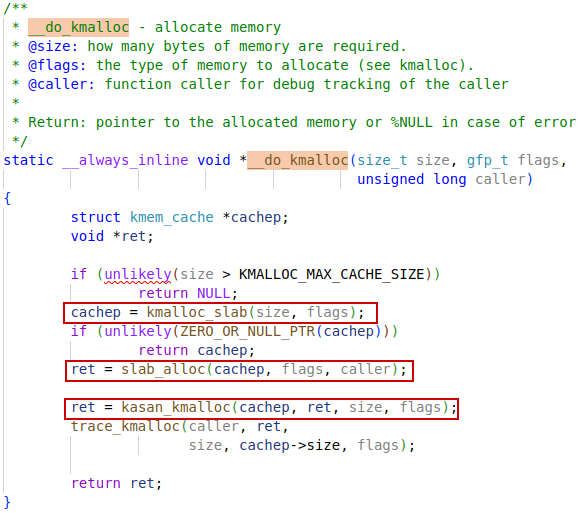 /**
 * __do_kmalloc - allocate memory
 * @size: how many bytes of memory are required.
 * @flags: the type of memory to allocate (see kmalloc).
 * @caller: function caller for debug tracking of the caller
 *
 * Return: pointer to the allocated memory or %NULL in case of error
 */
static __always_inline void *__do_kmalloc(size_t size, gfp_t flags,
                                          unsigned long caller)
{
        struct kmem_cache *cachep;
        void *ret;

        if (unlikely(size > KMALLOC_MAX_CACHE_SIZE))
                return NULL;
        cachep = kmalloc_slab(size, flags);
        if (unlikely(ZERO_OR_NULL_PTR(cachep)))
                return cachep;
        ret = slab_alloc(cachep, flags, caller);

        ret = kasan_kmalloc(cachep, ret, size, flags);
        trace_kmalloc(caller, ret,
                      size, cachep->size, flags);

        return ret;
}